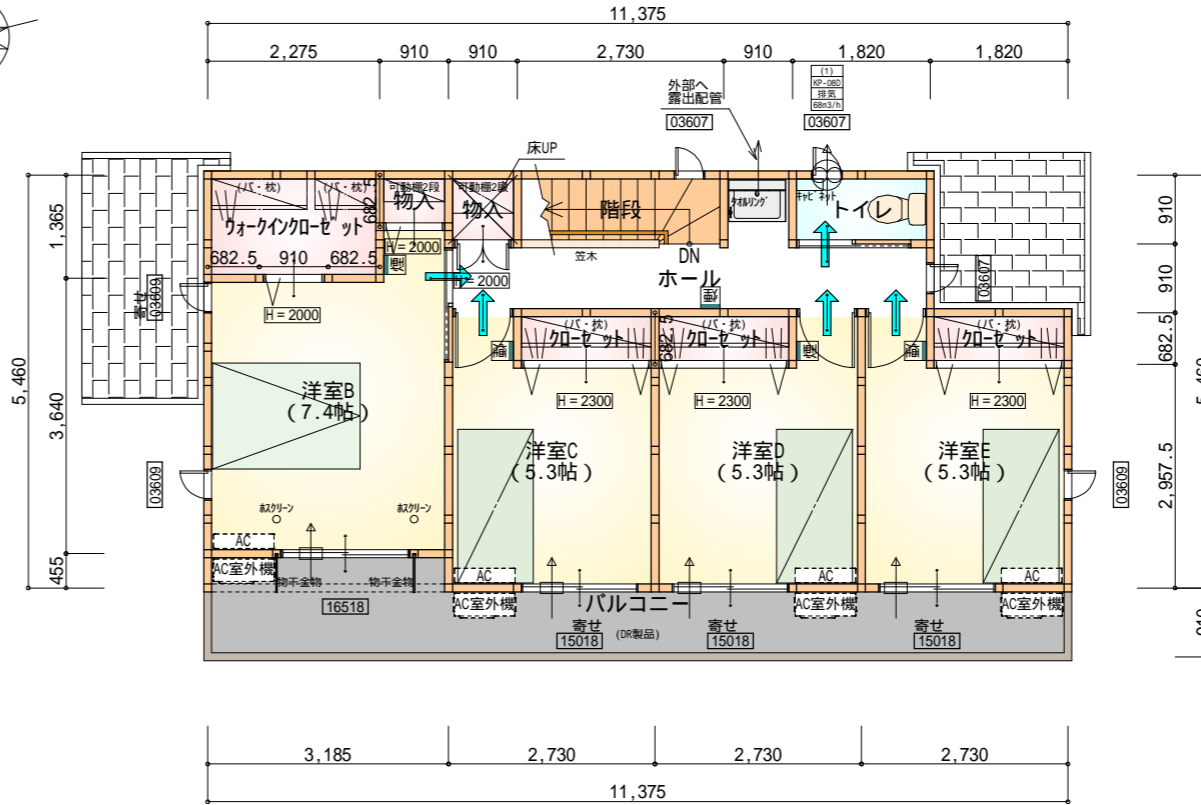 11,375
2,275
910
910
2,730
910
1,820
1,820
外部へ
露出配管
03607
(1)
KP-08D
排気
68m3/h
03607
床UP
1,365
3,640
455
5,460
910
910
682.5
2,957.5
(パ・枕)
(パ・枕)
682.5
可動棚2段
物入
可動棚2段
物入
階段
タオルリング
キャビネット
トイレ
ウォークインクローゼット
682.5
910
682.5
H=2000
煙
=2000
笠木
DN
ホール
煙
03607
寄せ
03609
H=2000
(パ・枕)
クローゼット
682.5
(パ・枕)
クローゼット
煙
煙
煙
(パ・枕)
クローゼット
H=2300
H=2300
H=2300
洋室B
(7.4帖)
洋室C
(5.3帖)
洋室D
(5.3帖)
洋室E
(5.3帖)
03609
03609
ホスクリーン
ホスクリーン
AC
AC室外機
物干金物
物干金物
16518
AC
AC室外機
バルコニー
(DR製品)
AC
AC室外機
AC
AC室外機
寄せ
15018
寄せ
15018
寄せ
15018
3,185
2,730
2,730
2,730
11,375